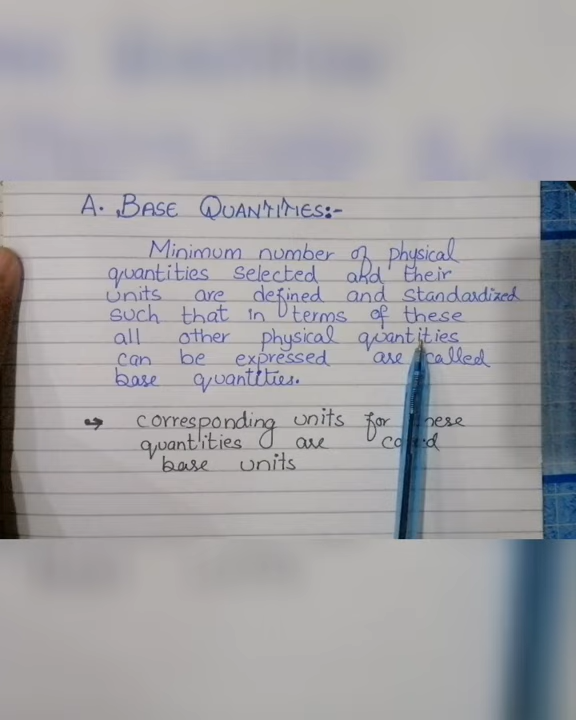 A. BASE QUANTITIES:-
Minimum number of physical
quantities selected and their
units are defined and standardized
such that in terms of these
all other physical quantities
can be expressed are called
base quantities.
→ corresponding units for these
quantities are called
base units